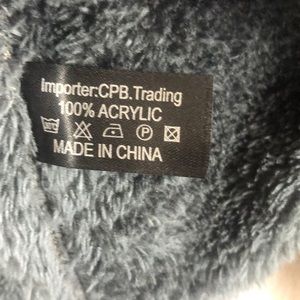 Importer:CPB.Trading
100% ACRYLIC
MADE IN CHINA